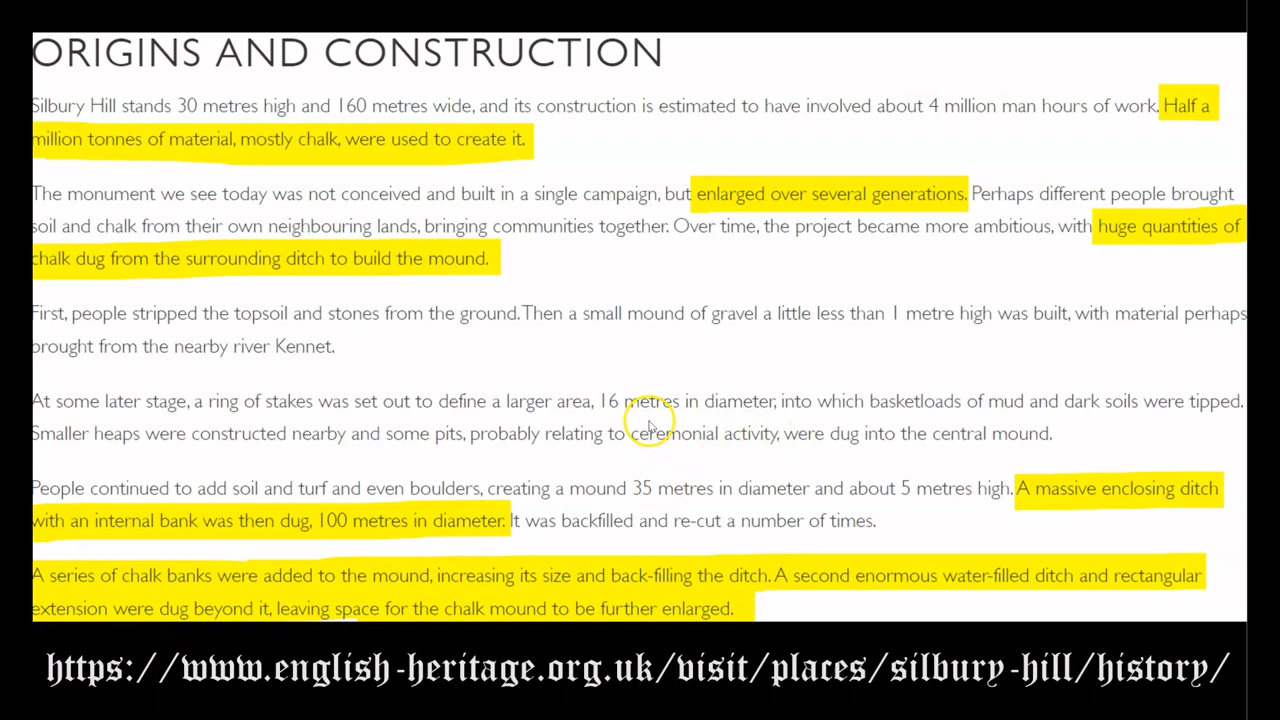 ORIGINS AND CONSTRUCTION
Silbury Hill stands 30 metres high and 160 metres wide, and its construction is estimated to have involved about 4 million man hours of work. Half a
million tonnes of material, mostly chalk, were used to create it.
The monument we see today was not conceived and built in a single campaign, but enlarged over several generations. Perhaps different people brought
soil and chalk from their own neighbouring lands, bringing communities together. Over time, the project became more ambitious, with huge quantities of
chalk dug from the surrounding ditch to build the mound.
First, people stripped the topsoil and stones from the ground. Then a small mound of gravel a little less than 1 metre high was built, with material perhaps
brought from the nearby river Kennet.
At some later stage, a ring of stakes was set out to define a larger area, 16 metres in diameter, into which basketloads of mud and dark soils were tipped.
Smaller heaps were constructed nearby and some pits, probably relating to ceremonial activity, were dug into the central mound.
People continued to add soil and turf and even boulders, creating a mound 35 metres in diameter and about 5 metres high. A massive enclosing ditch
with an internal bank was then dug, 100 metres in diameter. It was backfilled and re-cut a number of times.
A series of chalk banks were added to the mound, increasing its size and back-filling the ditch. A second enormous water-filled ditch and rectangular
extension were dug beyond it, leaving space for the chalk mound to be further enlarged.
https://www.english-heritage.org.uk/visit/places/silbury-hill/history/